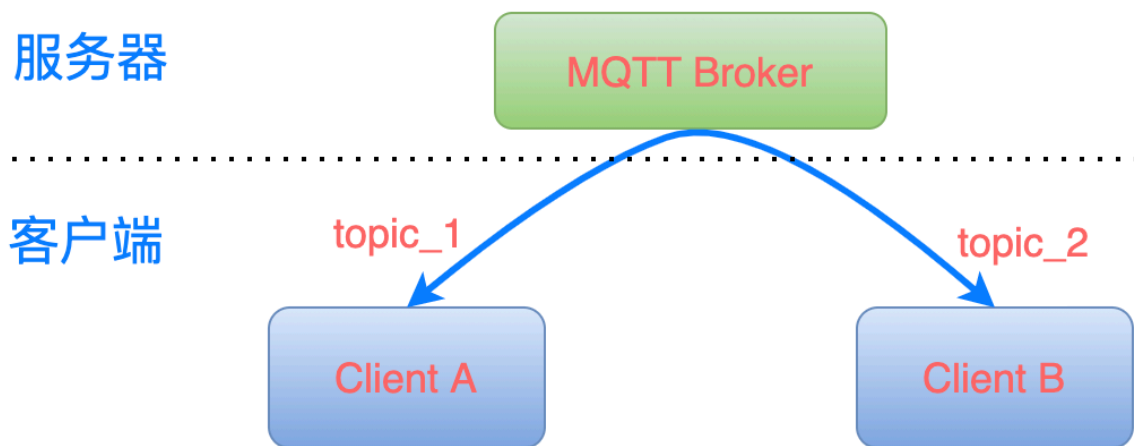 服务器
MQTT Broker
客户端
topic_1
topic_2
Client A
Client B